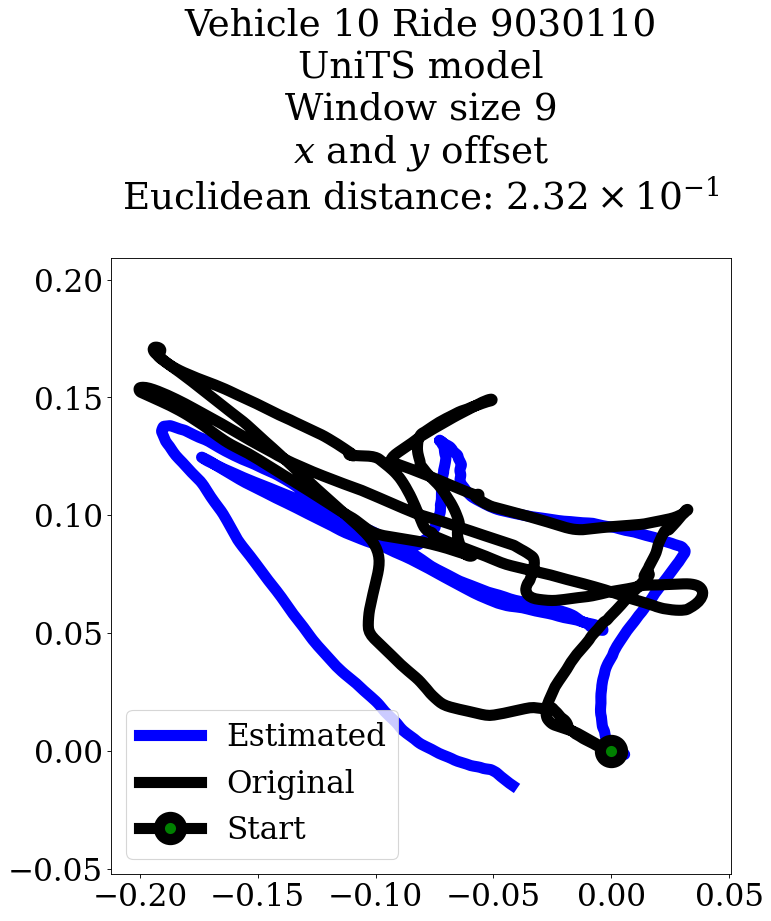 Vehicle 10 Ride 9030110
UniTS model
Window size 9
x and y offset
Euclidean distance: 2.32 × 10⁻¹
0.20
0.15
0.10
0.05
0.00
−0.05
Estimated
Original
Start
−0.20 −0.15 −0.10 −0.05 0.00 0.05